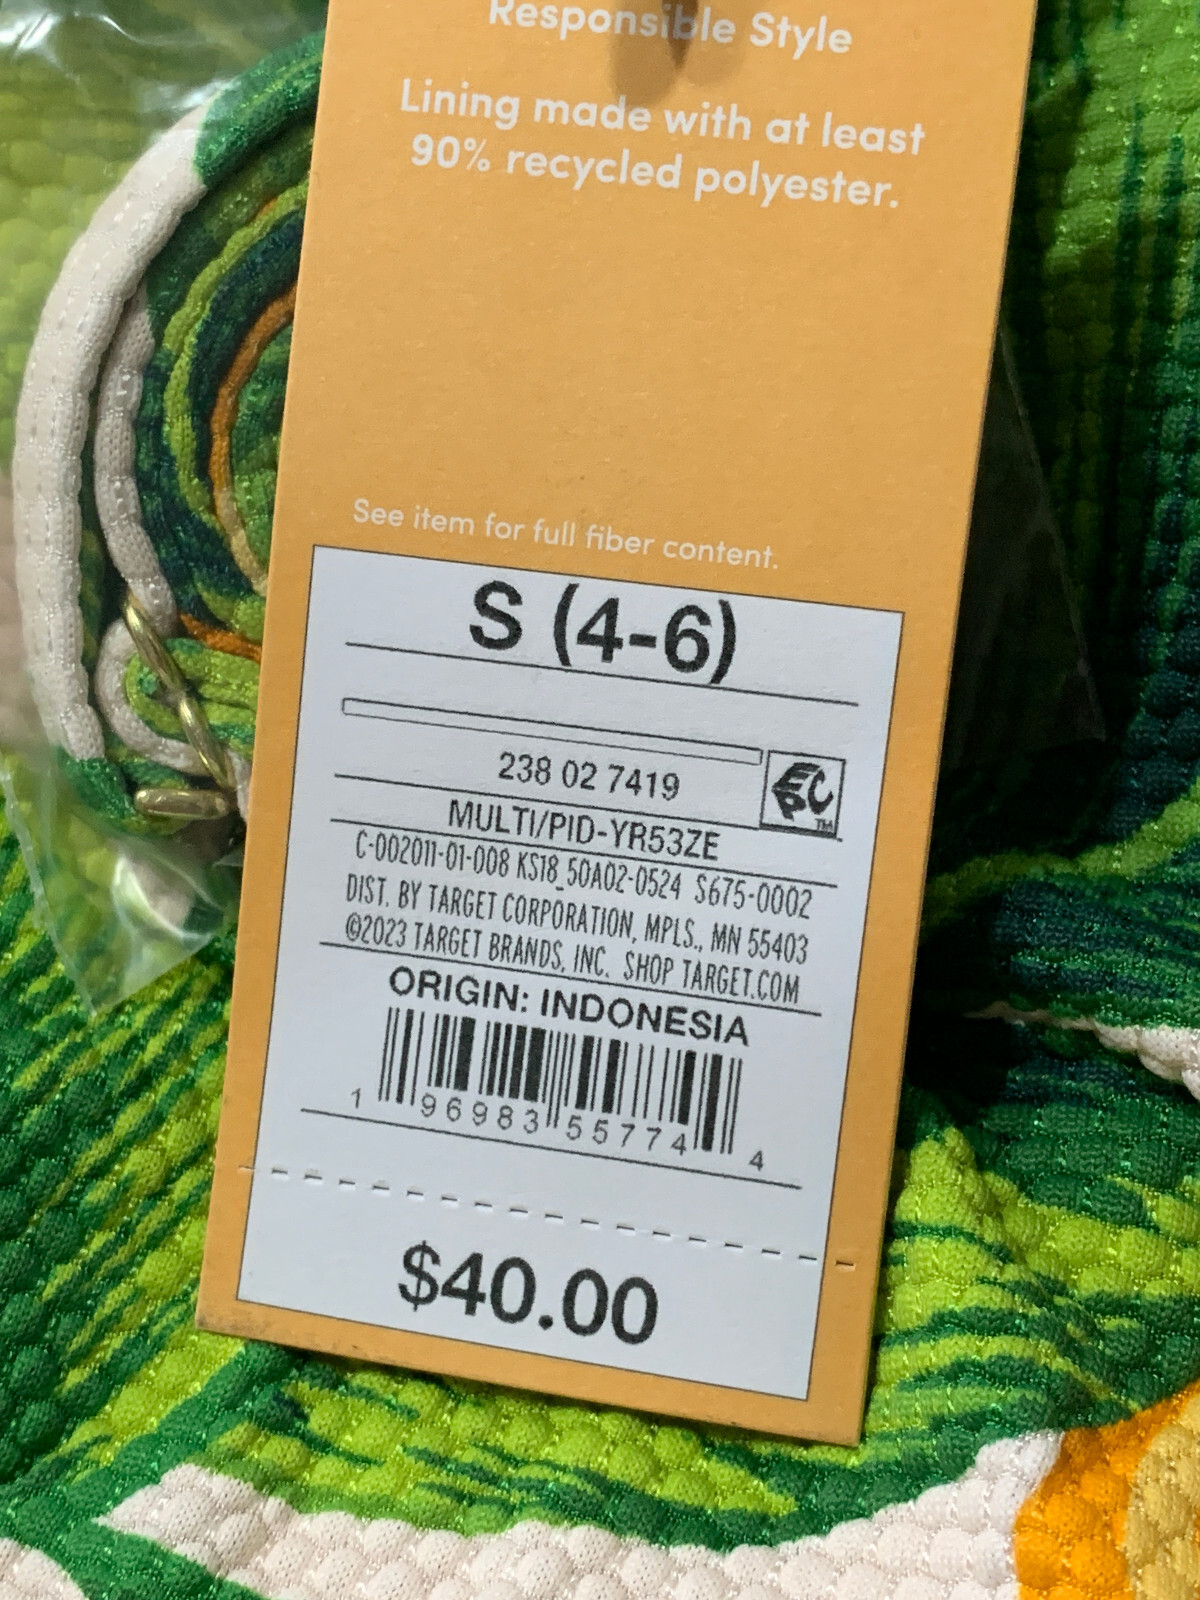 Responsible Style
Lining made with at least
90% recycled polyester.
See item for full fiber content.
S (4-6)
238 02 7419
EPC™
MULTI/PID-YR53ZE
C-002011-01-008 KS18_50A02-0524 S675-0002
DIST. BY TARGET CORPORATION, MPLS., MN 55403
©2023 TARGET BRANDS, INC. SHOP TARGET.COM
ORIGIN: INDONESIA
1 96983 55774 4
$40.00